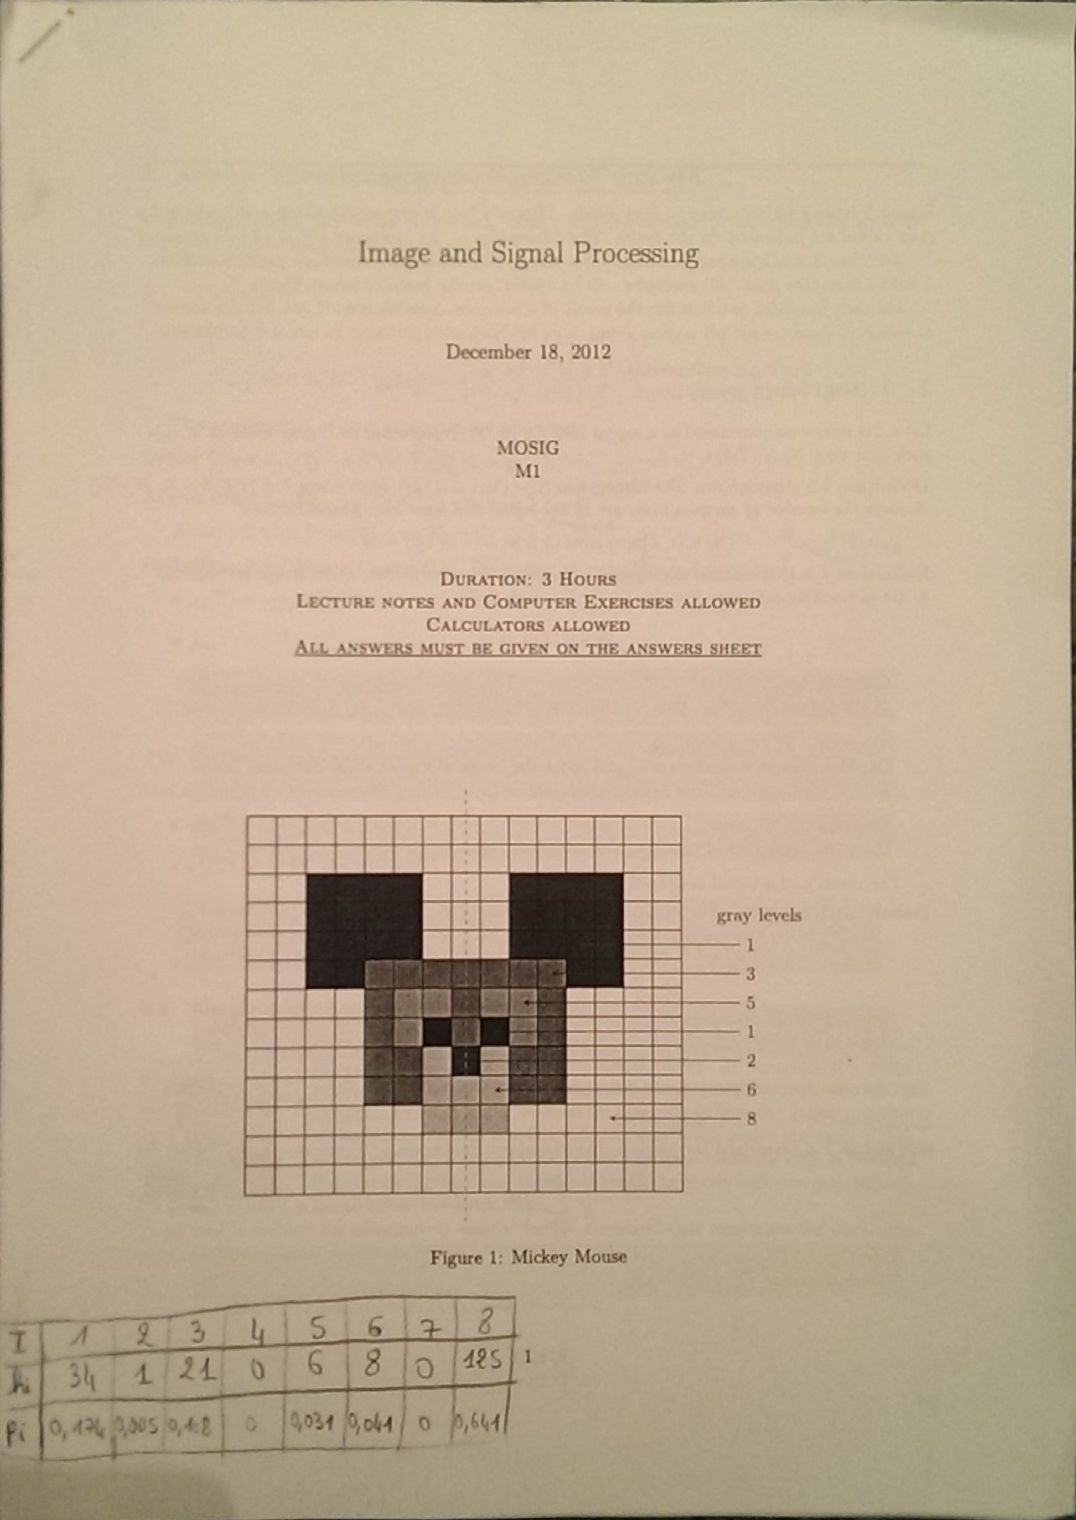 Image and Signal Processing
December 18, 2012
MOSIG
M1
DURATION: 3 HOURS
LECTURE NOTES AND COMPUTER EXERCISES ALLOWED
CALCULATORS ALLOWED
ALL ANSWERS MUST BE GIVEN ON THE ANSWERS SHEET
gray levels
1
3
5
1
2
6
8
Figure 1: Mickey Mouse
I 1 2 3 4 5 6 7 8
hi 34 1 21 0 6 8 0 125
1
Pi 0,174 0,005 0,108 0 0,031 0,041 0 0,641